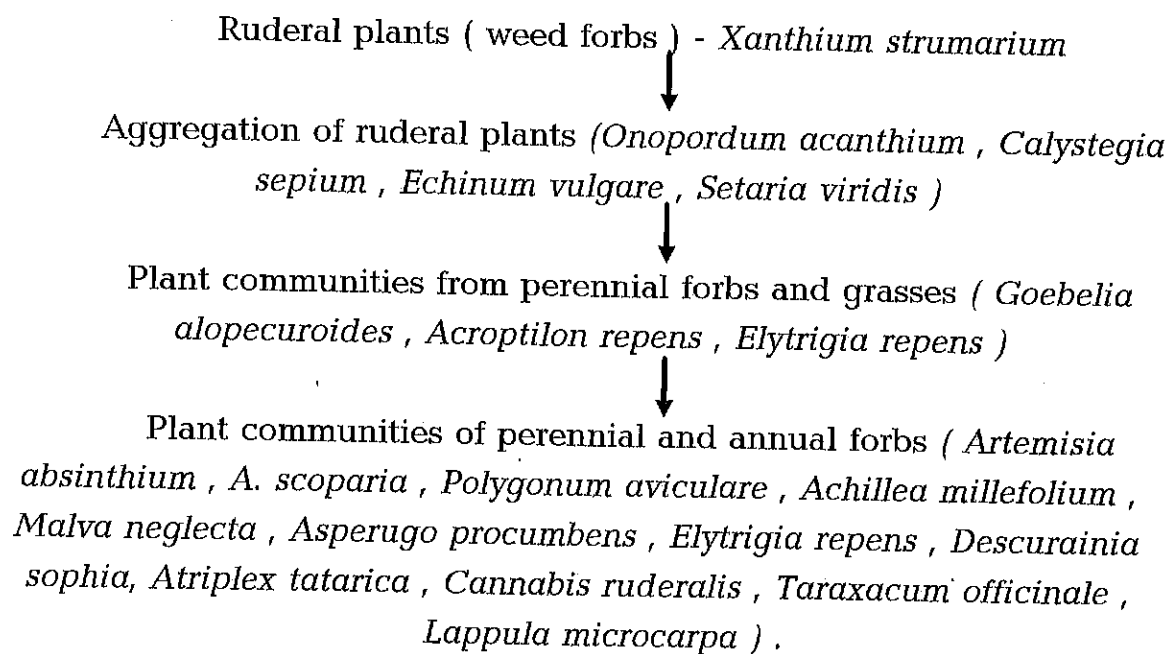 Ruderal plants ( weed forbs ) - Xanthium strumarium
Aggregation of ruderal plants (Onopordum acanthium , Calystegia
sepium , Echinum vulgare , Setaria viridis )
Plant communities from perennial forbs and grasses ( Goebelia
alopecuroides , Acroptilon repens , Elytrigia repens )
Plant communities of perennial and annual forbs ( Artemisia
absinthium , A. scoparia , Polygonum aviculare , Achillea millefolium ,
Malva neglecta , Asperugo procumbens , Elytrigia repens , Descurainia
sophia, Atriplex tatarica , Cannabis ruderalis , Taraxacum officinale ,
Lappula microcarpa ) .